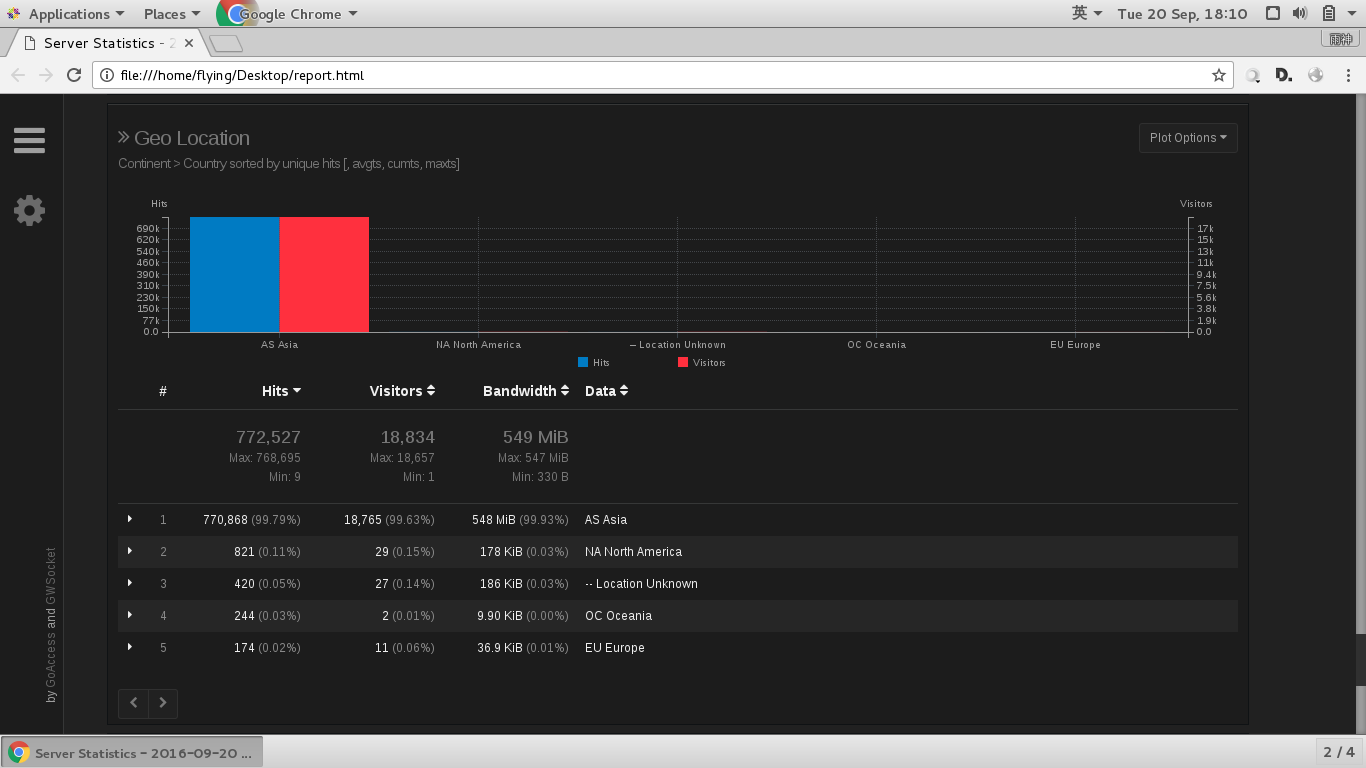 Applications Places Google Chrome 英 Tue 20 Sep, 18:10
Server Statistics - 2 雨神
file:///home/flying/Desktop/report.html D.
Geo Location
Plot Options
Continent > Country sorted by unique hits [, avgts, cumts, maxts]
Hits Visitors
690k 17k
620k 15k
540k 13k
460k 11k
390k 9.4k
310k 7.5k
230k 5.6k
150k 3.8k
77k 1.9k
0.0 0.0
AS Asia NA North America -- Location Unknown OC Oceania EU Europe
Hits Visitors
# Hits Visitors Bandwidth Data
772,527 18,834 549 MiB
Max: 768,695 Max: 18,657 Max: 547 MiB
Min: 9 Min: 1 Min: 330 B
1 770,868 (99.79%) 18,765 (99.63%) 548 MiB (99.93%) AS Asia
2 821 (0.11%) 29 (0.15%) 178 KiB (0.03%) NA North America
3 420 (0.05%) 27 (0.14%) 186 KiB (0.03%) -- Location Unknown
4 244 (0.03%) 2 (0.01%) 9.90 KiB (0.00%) OC Oceania
5 174 (0.02%) 11 (0.06%) 36.9 KiB (0.01%) EU Europe
by GoAccess and GWSocket
Server Statistics - 2016-09-20 ... 2 / 4